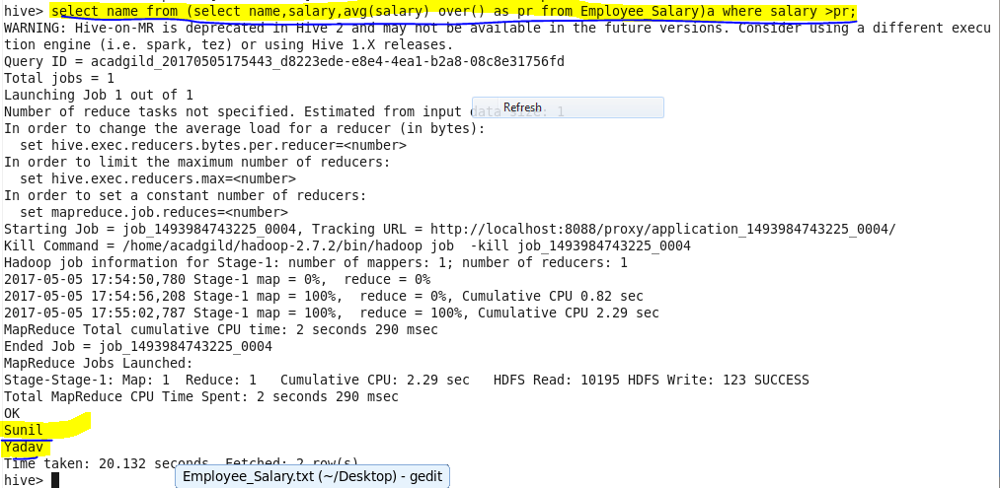 hive> select name from (select name,salary,avg(salary) over() as pr from Employee_Salary)a where salary >pr;
WARNING: Hive-on-MR is deprecated in Hive 2 and may not be available in the future versions. Consider using a different execu
tion engine (i.e. spark, tez) or using Hive 1.X releases.
Query ID = acadgild_20170505175443_d8223ede-e8e4-4ea1-b2a8-08c8e31756fd
Total jobs = 1
Launching Job 1 out of 1
Refresh
Number of reduce tasks not specified. Estimated from input data size: 1
In order to change the average load for a reducer (in bytes):
set hive.exec.reducers.bytes.per.reducer=<number>
In order to limit the maximum number of reducers:
set hive.exec.reducers.max=<number>
In order to set a constant number of reducers:
set mapreduce.job.reduces=<number>
Starting Job = job_1493984743225_0004, Tracking URL = http://localhost:8088/proxy/application_1493984743225_0004/
Kill Command = /home/acadgild/hadoop-2.7.2/bin/hadoop job  -kill job_1493984743225_0004
Hadoop job information for Stage-1: number of mappers: 1; number of reducers: 1
2017-05-05 17:54:50,780 Stage-1 map = 0%,  reduce = 0%
2017-05-05 17:54:56,208 Stage-1 map = 100%,  reduce = 0%, Cumulative CPU 0.82 sec
2017-05-05 17:55:02,787 Stage-1 map = 100%,  reduce = 100%, Cumulative CPU 2.29 sec
MapReduce Total cumulative CPU time: 2 seconds 290 msec
Ended Job = job_1493984743225_0004
MapReduce Jobs Launched:
Stage-Stage-1: Map: 1  Reduce: 1   Cumulative CPU: 2.29 sec   HDFS Read: 10195 HDFS Write: 123 SUCCESS
Total MapReduce CPU Time Spent: 2 seconds 290 msec
OK
Sunil
Yadav
Time taken: 20.132 seconds, Fetched: 2 row(s)
Employee_Salary.txt (~/Desktop) - gedit
hive>